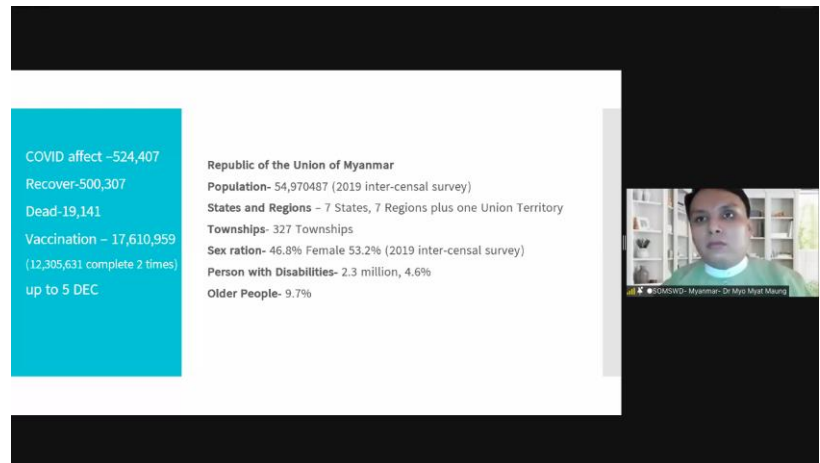 COVID affect –524,407
Recover-500,307
Dead-19,141
Vaccination – 17,610,959
(12,305,631 complete 2 times)
up to 5 DEC
Republic of the Union of Myanmar
Population- 54,970487 (2019 inter-censal survey)
States and Regions – 7 States, 7 Regions plus one Union Territory
Townships- 327 Townships
Sex ration- 46.8% Female 53.2% (2019 inter-censal survey)
Person with Disabilities- 2.3 million, 4.6%
Older People- 9.7%
SOMSWD- Myanmar- Dr Myo Myat Maung